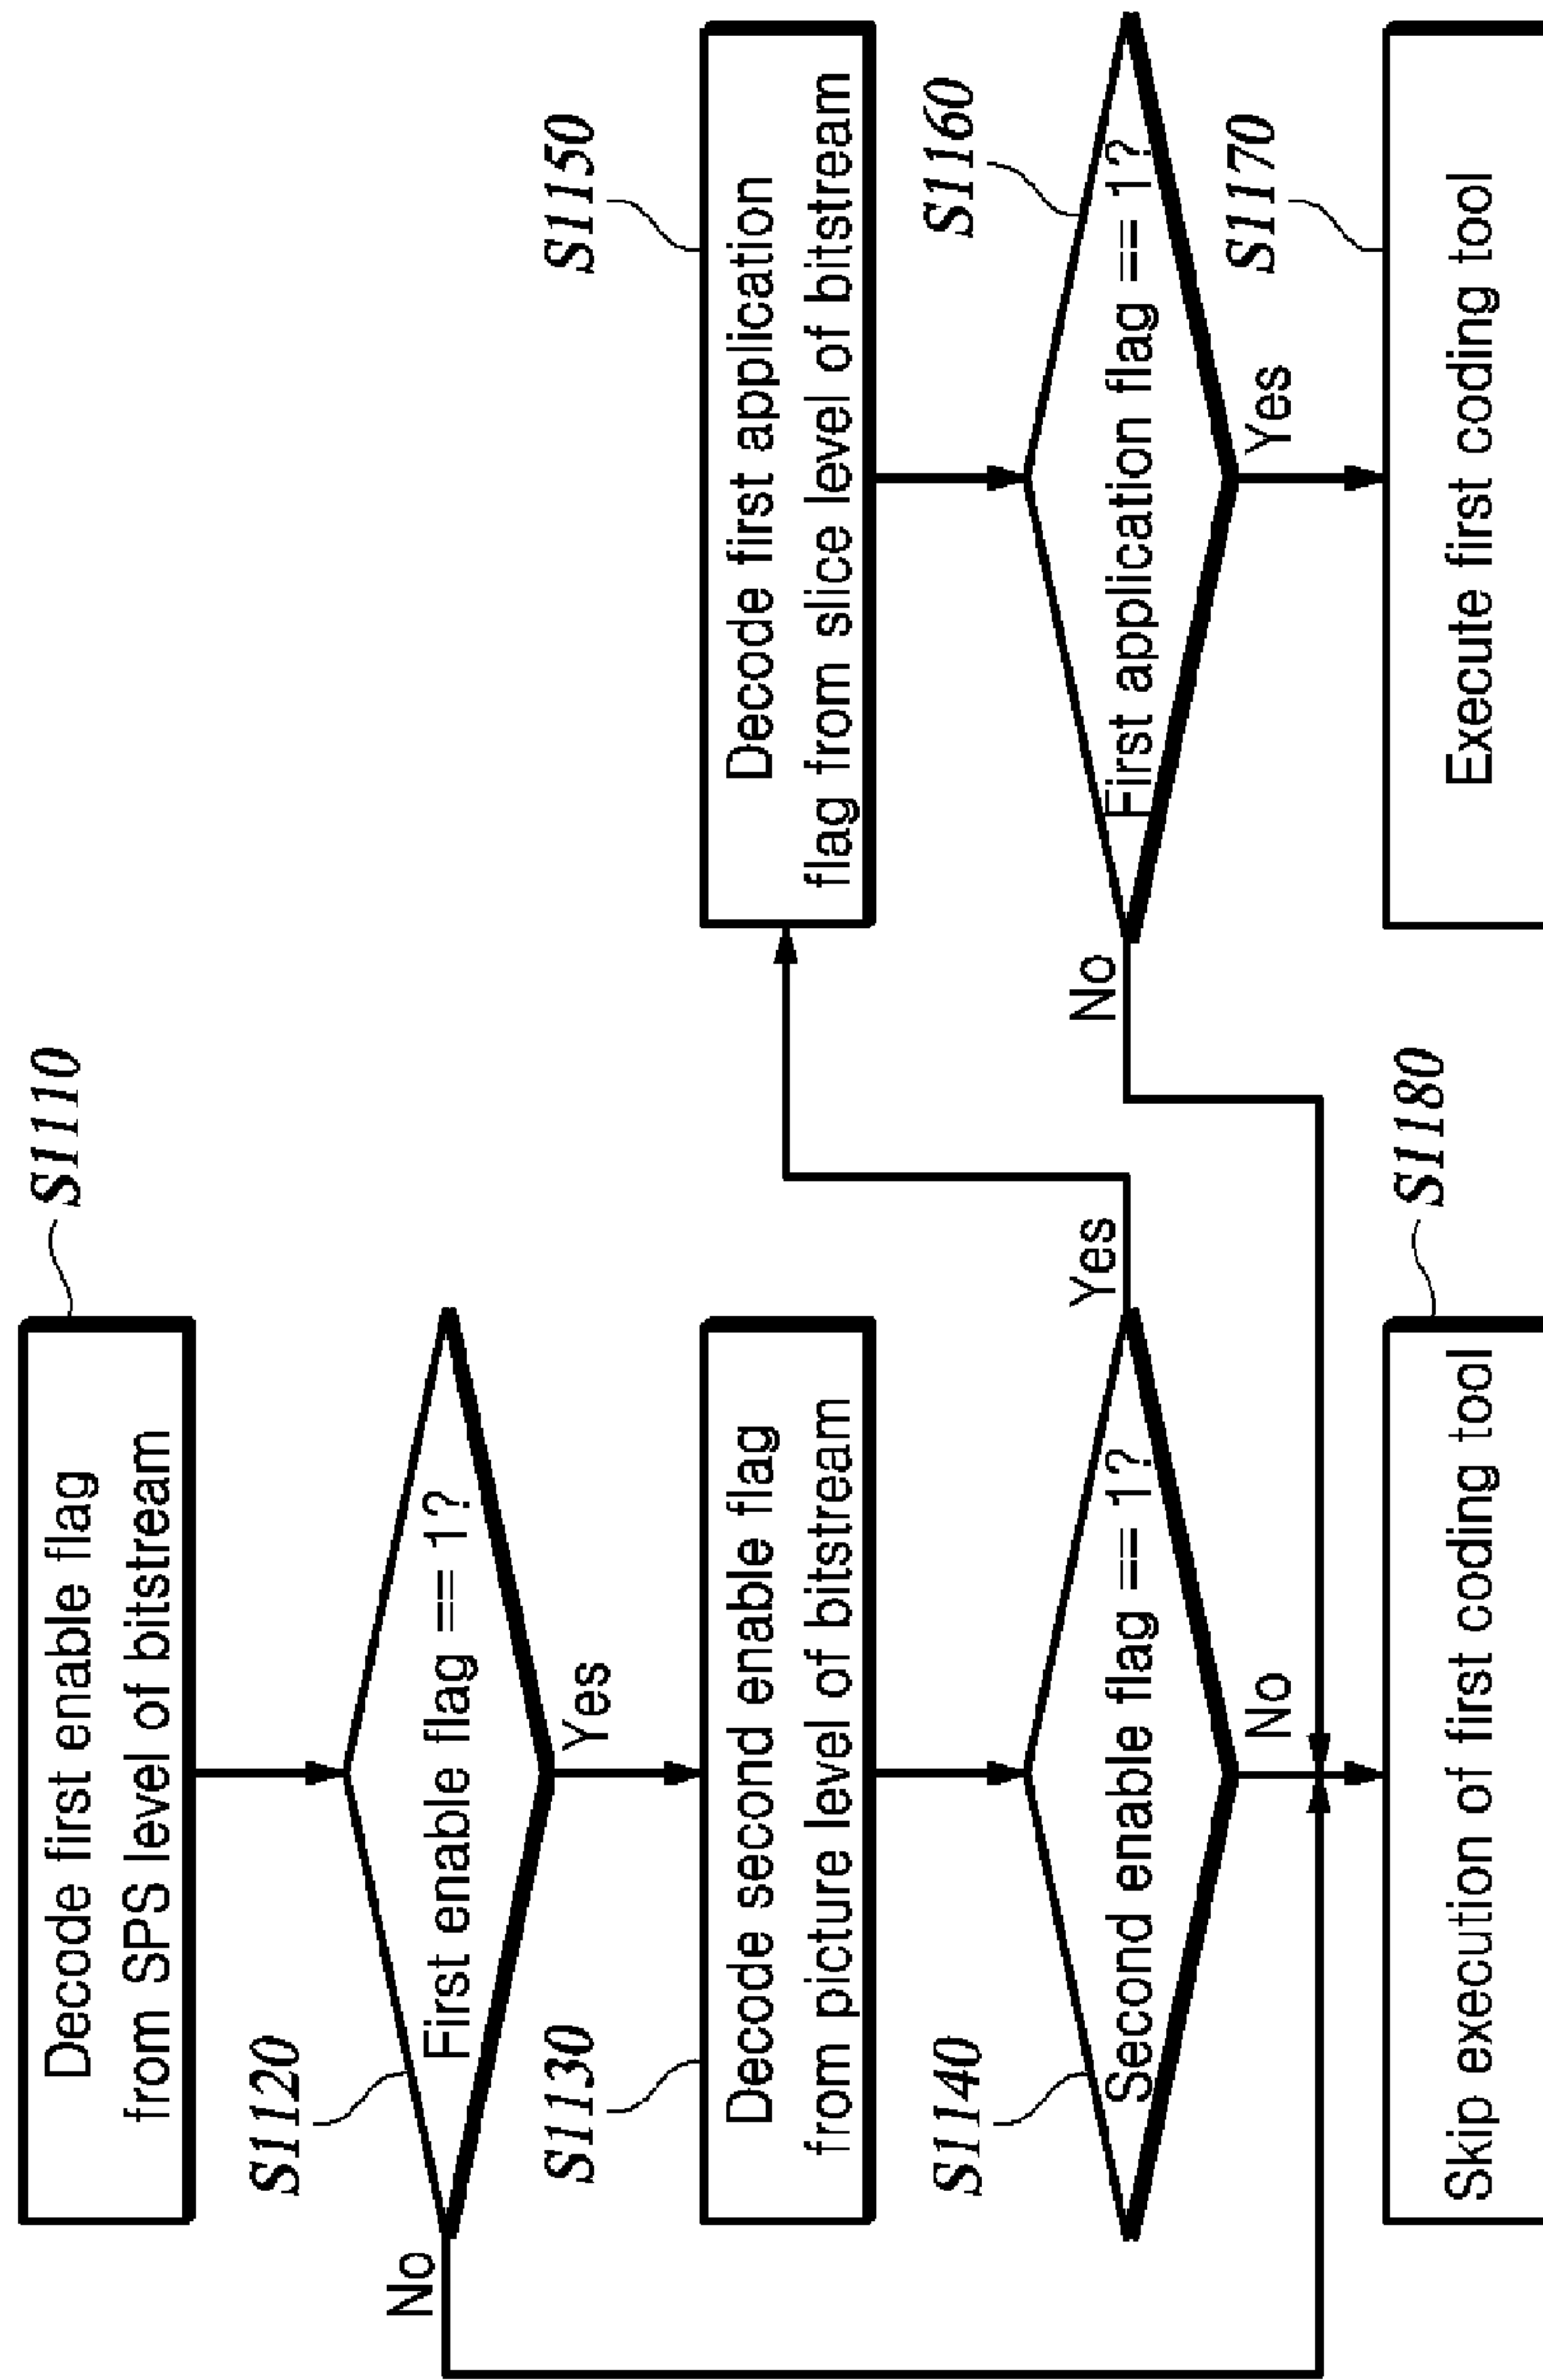 S1110
Decode first enable flag
from SPS level of bitstream
S1120
First enable flag == 1?
No
Yes
S1130
Decode second enable flag
from picture level of bitstream
S1140
Second enable flag == 1?
Yes
No
S1150
Decode first application
flag from slice level of bitstream
S1160
First application flag == 1?
No
Yes
S1170
Execute first coding tool
S1180
Skip execution of first coding tool